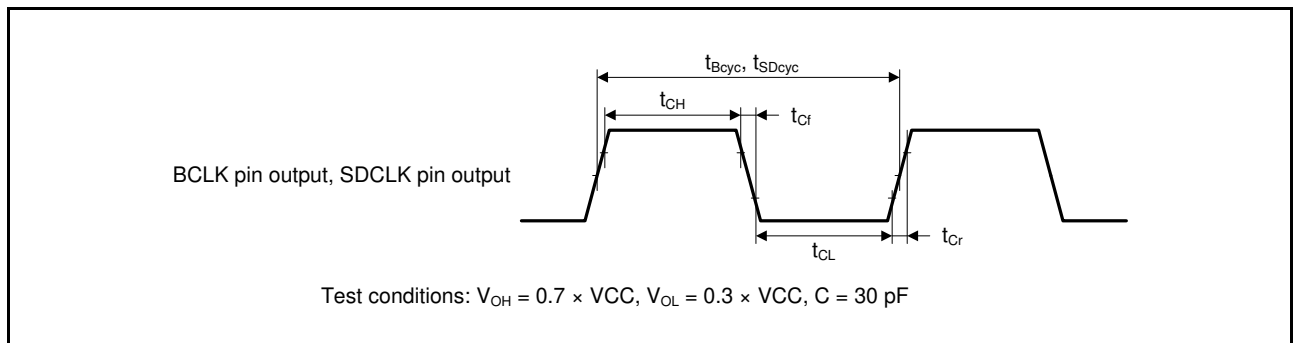 tBcyc, tSDcyc
tCH
tCf
BCLK pin output, SDCLK pin output
tCL
tCr
Test conditions: VOH = 0.7 × VCC, VOL = 0.3 × VCC, C = 30 pF